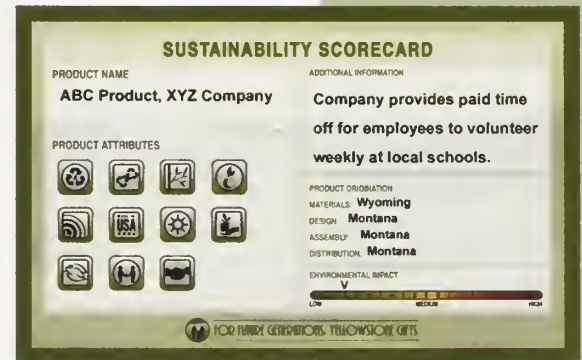 SUSTAINABILITY SCORECARD
PRODUCT NAME
ABC Product, XYZ Company
PRODUCT ATTRIBUTES
USA
ADDITIONAL INFORMATION
Company provides paid time
off for employees to volunteer
weekly at local schools.
PRODUCT ORIGINATION
MATERIALS: Wyoming
DESIGN: Montana
ASSEMBLY: Montana
DISTRIBUTION: Montana
ENVIRONMENTAL IMPACT
V
LOW MEDIUM HIGH
FOR FUTURE GENERATIONS: YELLOWSTONE GIFTS